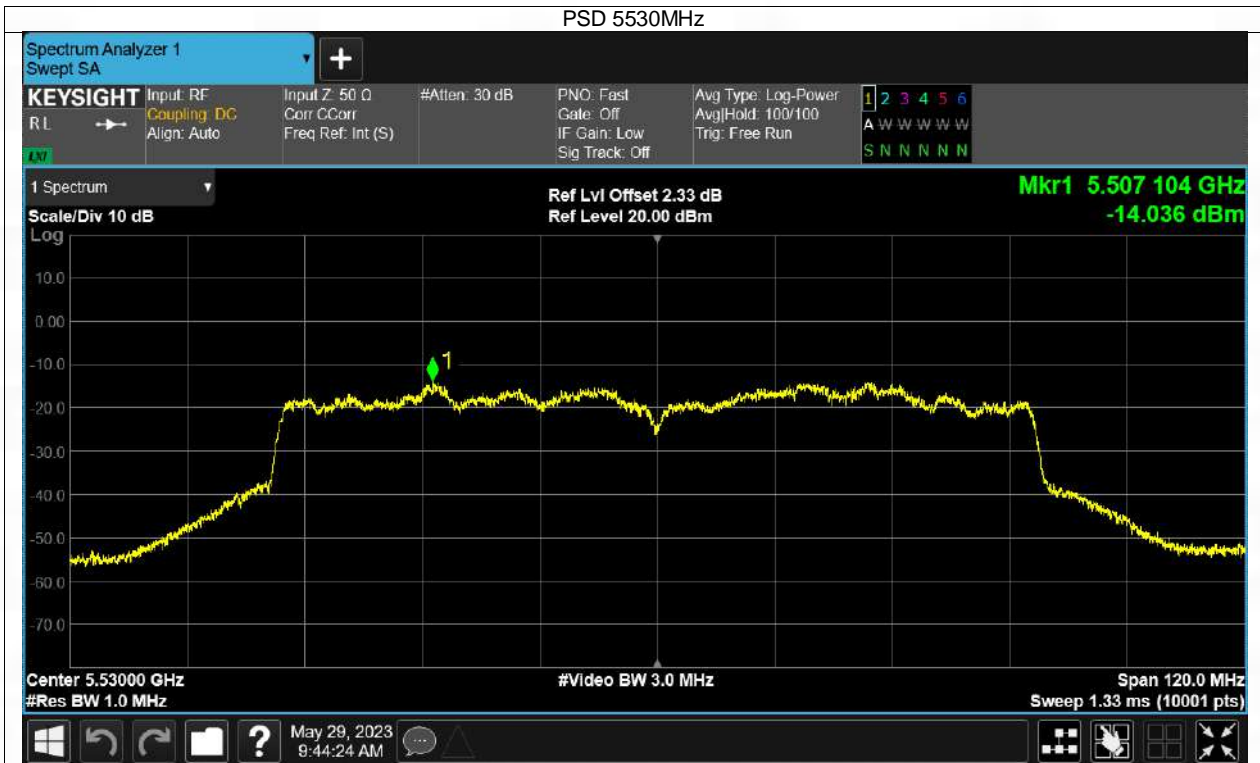 PSD 5530MHz
Spectrum Analyzer 1
Swept SA
+
KEYSIGHT
RL
LXI
Input: RF
Coupling: DC
Align: Auto
Input Z: 50 Ω
Corr CCorr
Freq Ref: Int (S)
#Atten: 30 dB
PNO: Fast
Gate: Off
IF Gain: Low
Sig Track: Off
Avg Type: Log-Power
Avg|Hold: 100/100
Trig: Free Run
1 2 3 4 5 6
A W W W W W
S N N N N N
1 Spectrum
Scale/Div 10 dB
Log
Ref Lvl Offset 2.33 dB
Ref Level 20.00 dBm
Mkr1 5.507 104 GHz
-14.036 dBm
10.0
0.00
-10.0
-20.0
-30.0
-40.0
-50.0
-60.0
-70.0
1
Center 5.53000 GHz
#Res BW 1.0 MHz
#Video BW 3.0 MHz
Span 120.0 MHz
Sweep 1.33 ms (10001 pts)
?
May 29, 2023
9:44:24 AM